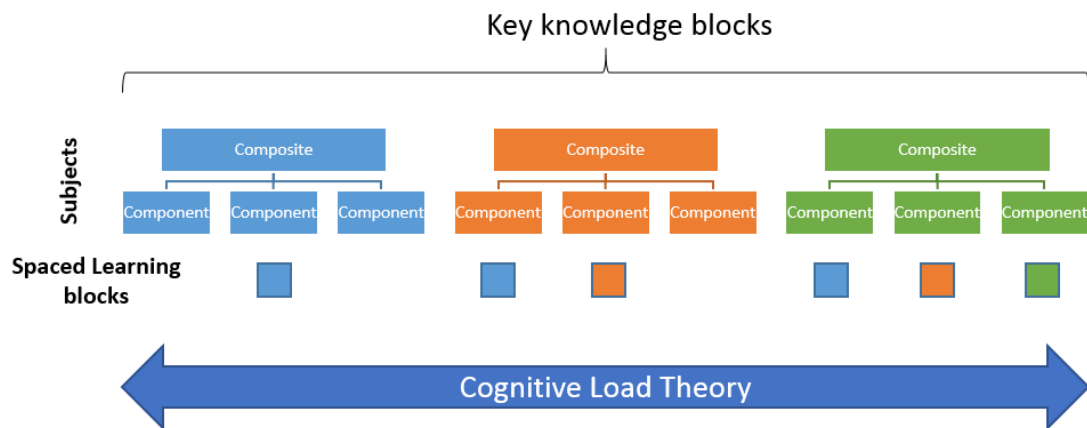 Key knowledge blocks
Subjects
Composite
Composite
Composite
Component
Component
Component
Component
Component
Component
Component
Component
Component
Spaced Learning
blocks
Cognitive Load Theory